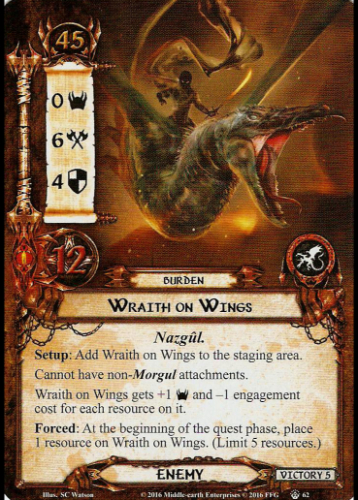 45
0
6
4
12
BURDEN
WRAITH ON WINGS
Nazgûl.
Setup: Add Wraith on Wings to the staging area.
Cannot have non-Morgul attachments.
Wraith on Wings gets +1 and –1 engagement
cost for each resource on it.
Forced: At the beginning of the quest phase, place
1 resource on Wraith on Wings. (Limit 5 resources.)
ENEMY
VICTORY 5
Illus. SC Watson
© 2016 Middle-earth Enterprises © 2016 FFG
62